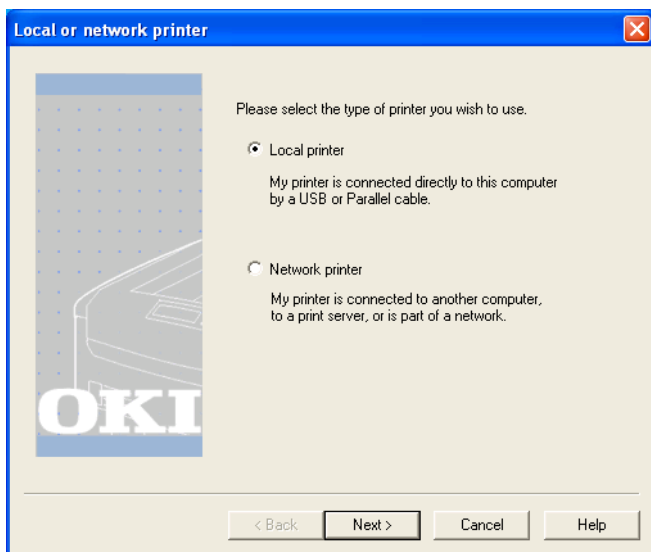 Local or network printer
Please select the type of printer you wish to use.
Local printer
My printer is connected directly to this computer
by a USB or Parallel cable.
Network printer
My printer is connected to another computer,
to a print server, or is part of a network.
OKI
< Back
Next >
Cancel
Help